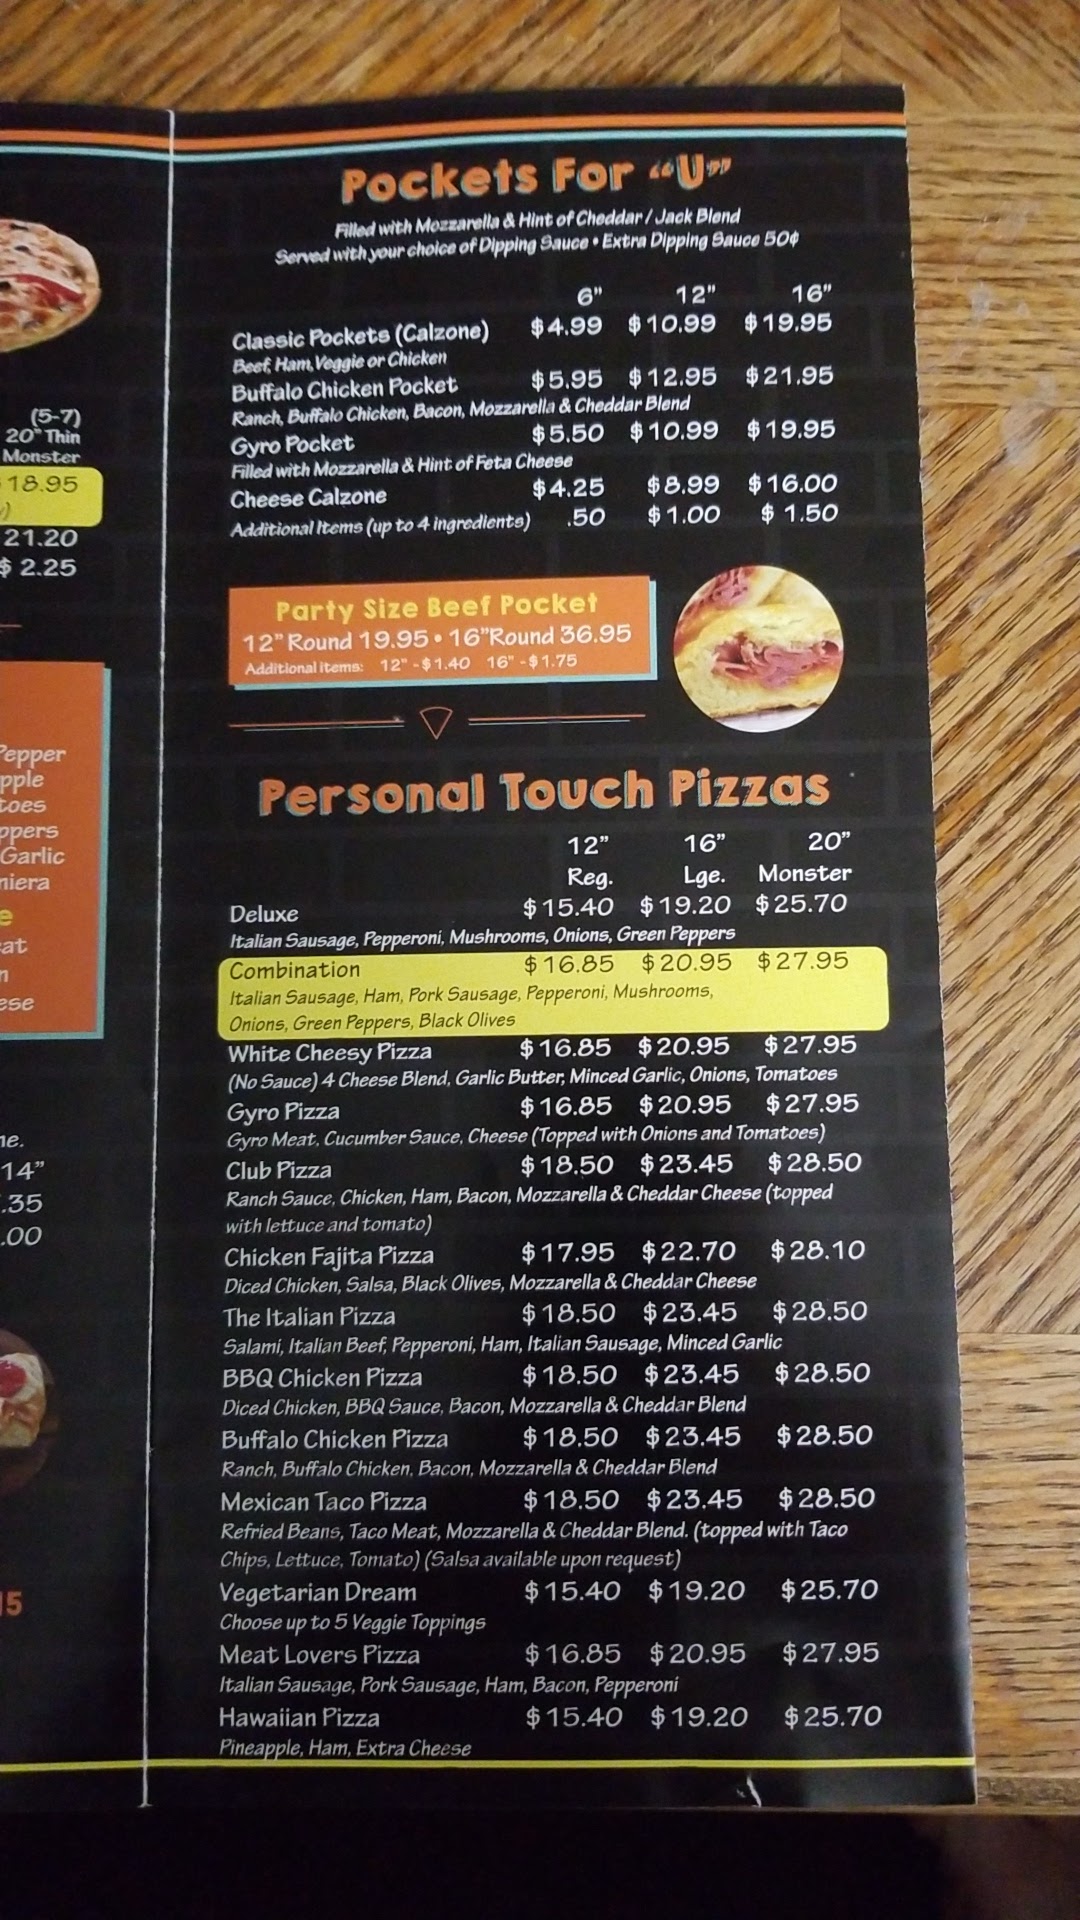 (5-7)
20" Thin
Monster
18.95
21.20
$ 2.25
Pepper
Garlic
14"
.35
.00
15
Pockets For "U"
Filled with Mozzarella & Hint of Cheddar / Jack Blend
Served with your choice of Dipping Sauce • Extra Dipping Sauce 50¢
6" 12" 16"
Classic Pockets (Calzone) $4.99 $10.99 $19.95
Beef, Ham, Veggie or Chicken
Buffalo Chicken Pocket $5.95 $12.95 $21.95
Ranch, Buffalo Chicken, Bacon, Mozzarella & Cheddar Blend
Gyro Pocket $5.50 $10.99 $19.95
Filled with Mozzarella & Hint of Feta Cheese
Cheese Calzone $4.25 $8.99 $16.00
Additional Items (up to 4 ingredients) .50 $1.00 $ 1.50
Party Size Beef Pocket
12" Round 19.95 • 16"Round 36.95
Additional items: 12" -$1.40 16" -$1.75
Personal Touch Pizzas
12" 16" 20"
Reg. Lge. Monster
Deluxe $15.40 $19.20 $25.70
Italian Sausage, Pepperoni, Mushrooms, Onions, Green Peppers
Combination $16.85 $20.95 $27.95
Italian Sausage, Ham, Pork Sausage, Pepperoni, Mushrooms,
Onions, Green Peppers, Black Olives
White Cheesy Pizza $16.85 $20.95 $27.95
(No Sauce) 4 Cheese Blend, Garlic Butter, Minced Garlic, Onions, Tomatoes
Gyro Pizza $16.85 $20.95 $27.95
Gyro Meat, Cucumber Sauce, Cheese (Topped with Onions and Tomatoes)
Club Pizza $18.50 $23.45 $28.50
Ranch Sauce, Chicken, Ham, Bacon, Mozzarella & Cheddar Cheese (topped
with lettuce and tomato)
Chicken Fajita Pizza $17.95 $22.70 $28.10
Diced Chicken, Salsa, Black Olives, Mozzarella & Cheddar Cheese
The Italian Pizza $18.50 $23.45 $28.50
Salami, Italian Beef, Pepperoni, Ham, Italian Sausage, Minced Garlic
BBQ Chicken Pizza $18.50 $23.45 $28.50
Diced Chicken, BBQ Sauce, Bacon, Mozzarella & Cheddar Blend
Buffalo Chicken Pizza $18.50 $23.45 $28.50
Ranch, Buffalo Chicken, Bacon, Mozzarella & Cheddar Blend
Mexican Taco Pizza $18.50 $23.45 $28.50
Refried Beans, Taco Meat, Mozzarella & Cheddar Blend. (topped with Taco
Chips, Lettuce, Tomato) (Salsa available upon request)
Vegetarian Dream $15.40 $19.20 $25.70
Choose up to 5 Veggie Toppings
Meat Lovers Pizza $16.85 $20.95 $27.95
Italian Sausage, Pork Sausage, Ham, Bacon, Pepperoni
Hawaiian Pizza $15.40 $19.20 $25.70
Pineapple, Ham, Extra Cheese